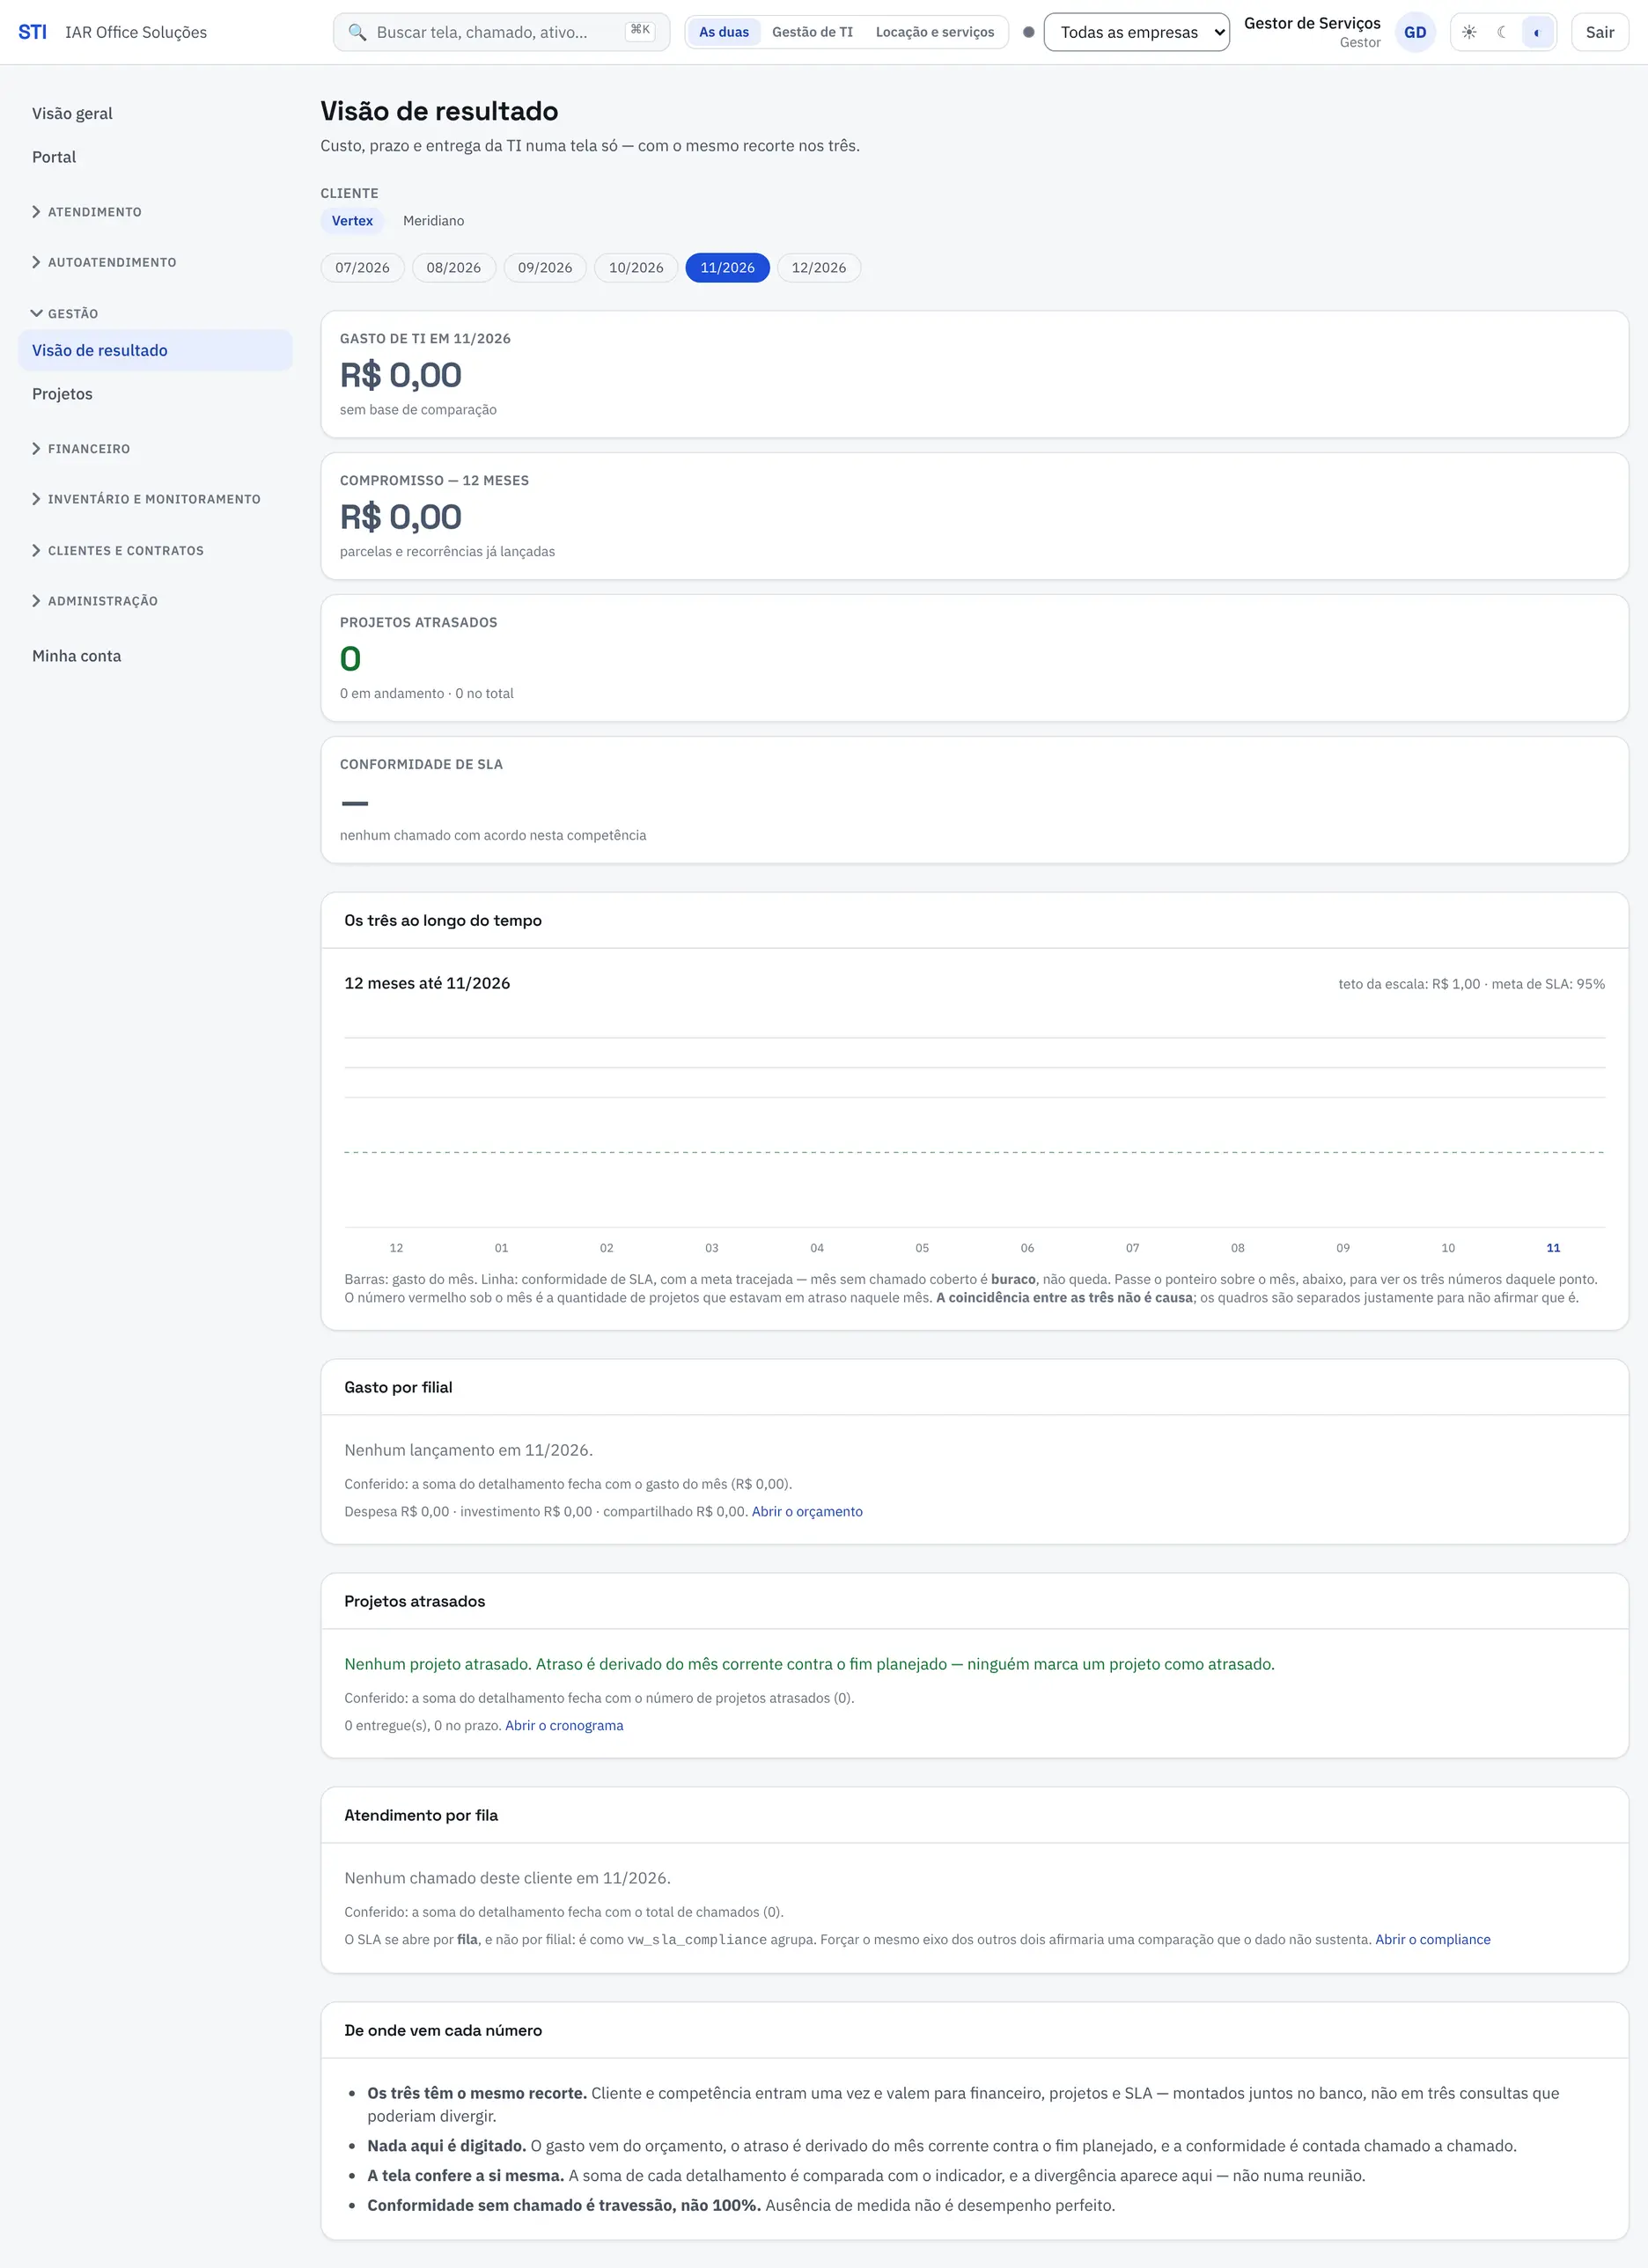 STI IAR Office Soluções
Buscar tela, chamado, ativo... ⌘K
As duas Gestão de TI Locação e serviços
Todas as empresas
Gestor de Serviços
Gestor
GD
Sair
Visão geral
Portal
ATENDIMENTO
AUTOATENDIMENTO
GESTÃO
Visão de resultado
Projetos
FINANCEIRO
INVENTÁRIO E MONITORAMENTO
CLIENTES E CONTRATOS
ADMINISTRAÇÃO
Minha conta
Visão de resultado
Custo, prazo e entrega da TI numa tela só — com o mesmo recorte nos três.
CLIENTE
Vertex Meridiano
07/2026 08/2026 09/2026 10/2026 11/2026 12/2026
GASTO DE TI EM 11/2026
R$ 0,00
sem base de comparação
COMPROMISSO — 12 MESES
R$ 0,00
parcelas e recorrências já lançadas
PROJETOS ATRASADOS
0
0 em andamento · 0 no total
CONFORMIDADE DE SLA
—
nenhum chamado com acordo nesta competência
Os três ao longo do tempo
12 meses até 11/2026
teto da escala: R$ 1,00 · meta de SLA: 95%
12 01 02 03 04 05 06 07 08 09 10 11
Barras: gasto do mês. Linha: conformidade de SLA, com a meta tracejada — mês sem chamado coberto é buraco, não queda. Passe o ponteiro sobre o mês, abaixo, para ver os três números daquele ponto.
O número vermelho sob o mês é a quantidade de projetos que estavam em atraso naquele mês. A coincidência entre as três não é causa; os quadros são separados justamente para não afirmar que é.
Gasto por filial
Nenhum lançamento em 11/2026.
Conferido: a soma do detalhamento fecha com o gasto do mês (R$ 0,00).
Despesa R$ 0,00 · investimento R$ 0,00 · compartilhado R$ 0,00. Abrir o orçamento
Projetos atrasados
Nenhum projeto atrasado. Atraso é derivado do mês corrente contra o fim planejado — ninguém marca um projeto como atrasado.
Conferido: a soma do detalhamento fecha com o número de projetos atrasados (0).
0 entregue(s), 0 no prazo. Abrir o cronograma
Atendimento por fila
Nenhum chamado deste cliente em 11/2026.
Conferido: a soma do detalhamento fecha com o total de chamados (0).
O SLA se abre por fila, e não por filial: é como vw_sla_compliance agrupa. Forçar o mesmo eixo dos outros dois afirmaria uma comparação que o dado não sustenta. Abrir o compliance
De onde vem cada número
• Os três têm o mesmo recorte. Cliente e competência entram uma vez e valem para financeiro, projetos e SLA — montados juntos no banco, não em três consultas que
poderiam divergir.
• Nada aqui é digitado. O gasto vem do orçamento, o atraso é derivado do mês corrente contra o fim planejado, e a conformidade é contada chamado a chamado.
• A tela confere a si mesma. A soma de cada detalhamento é comparada com o indicador, e a divergência aparece aqui — não numa reunião.
• Conformidade sem chamado é travessão, não 100%. Ausência de medida não é desempenho perfeito.